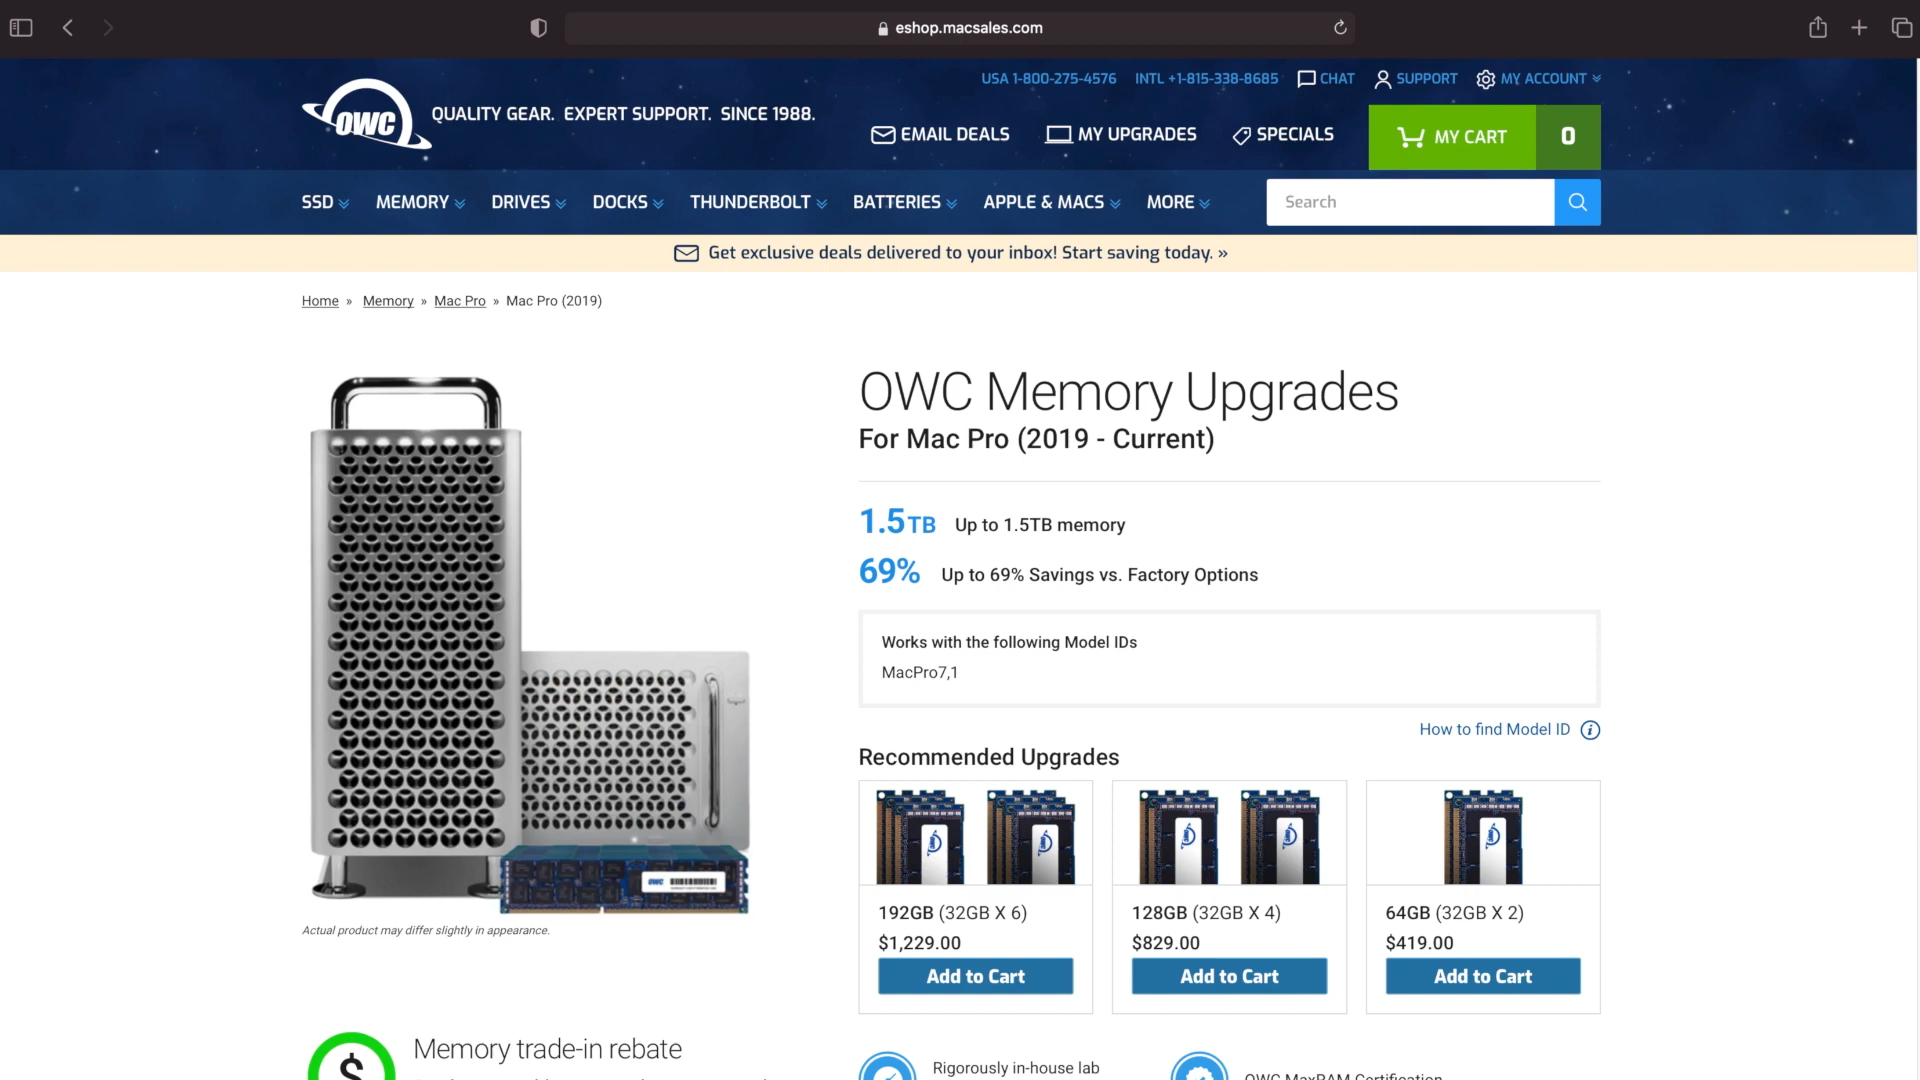 eshop.macsales.com
USA 1-800-275-4576 INTL +1-815-338-8685 CHAT SUPPORT MY ACCOUNT
OWC QUALITY GEAR. EXPERT SUPPORT. SINCE 1988.
EMAIL DEALS MY UPGRADES SPECIALS MY CART 0
SSD MEMORY DRIVES DOCKS THUNDERBOLT BATTERIES APPLE & MACS MORE Search
Get exclusive deals delivered to your inbox! Start saving today. »
Home » Memory » Mac Pro » Mac Pro (2019)
OWC Memory Upgrades
For Mac Pro (2019 - Current)
1.5TB Up to 1.5TB memory
69% Up to 69% Savings vs. Factory Options
Works with the following Model IDs
MacPro7,1
How to find Model ID
Recommended Upgrades
OWC
192GB (32GB X 6)
$1,229.00
Add to Cart
128GB (32GB X 4)
$829.00
Add to Cart
64GB (32GB X 2)
$419.00
Add to Cart
Actual product may differ slightly in appearance.
$ Memory trade-in rebate
Rigorously in-house lab
OWC MaxRAM Certification